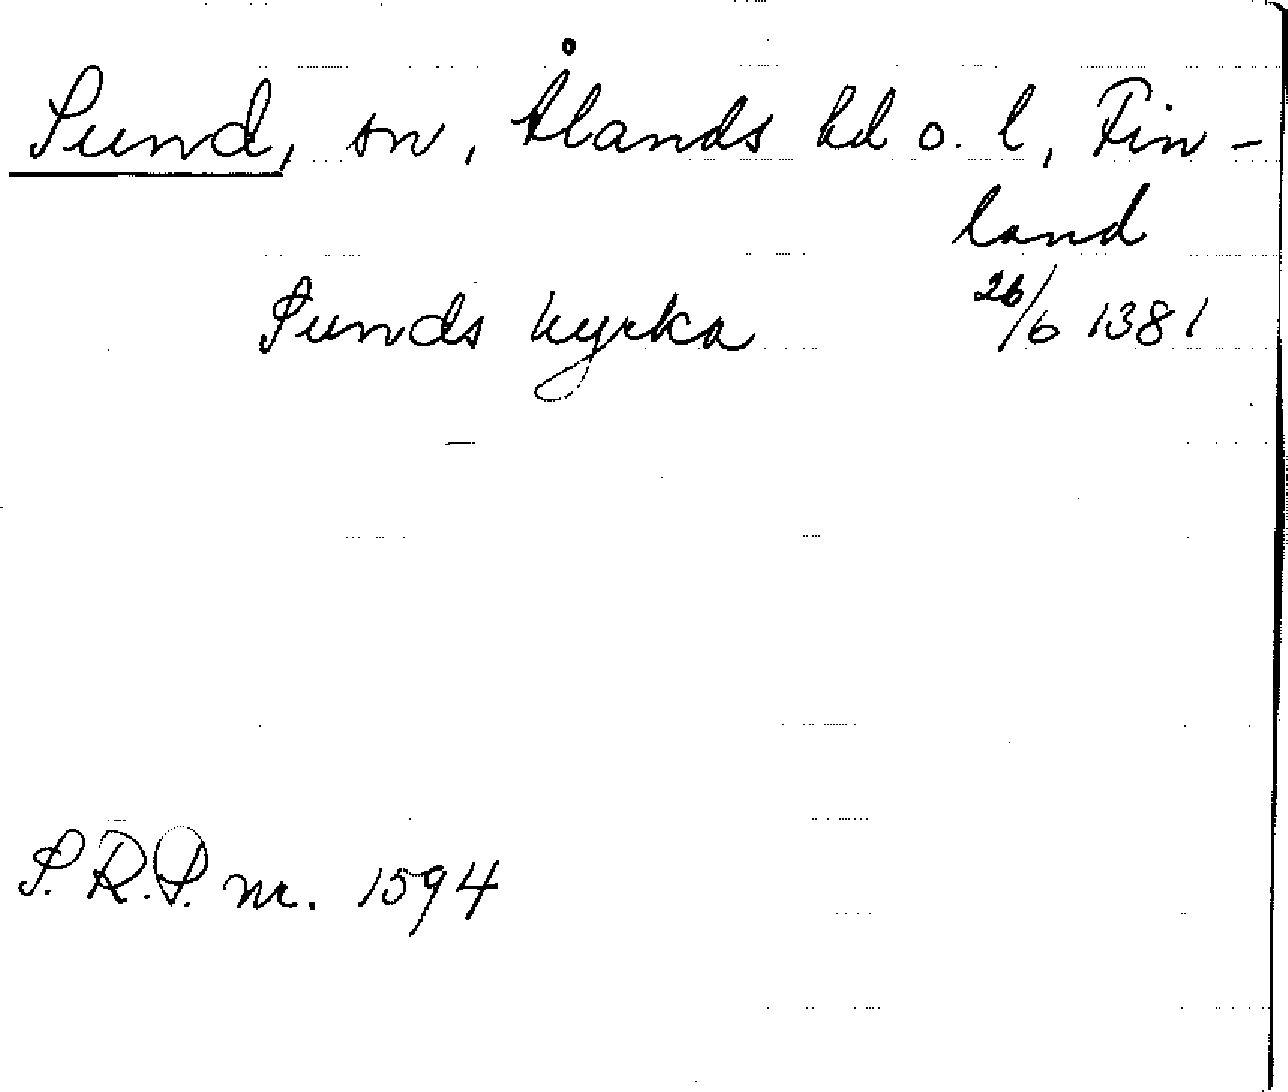 Sund, sn, Ålands hd o. l, Fin-
land
Sunds kyrka 26/6 1381
S.R.P. nr. 1594